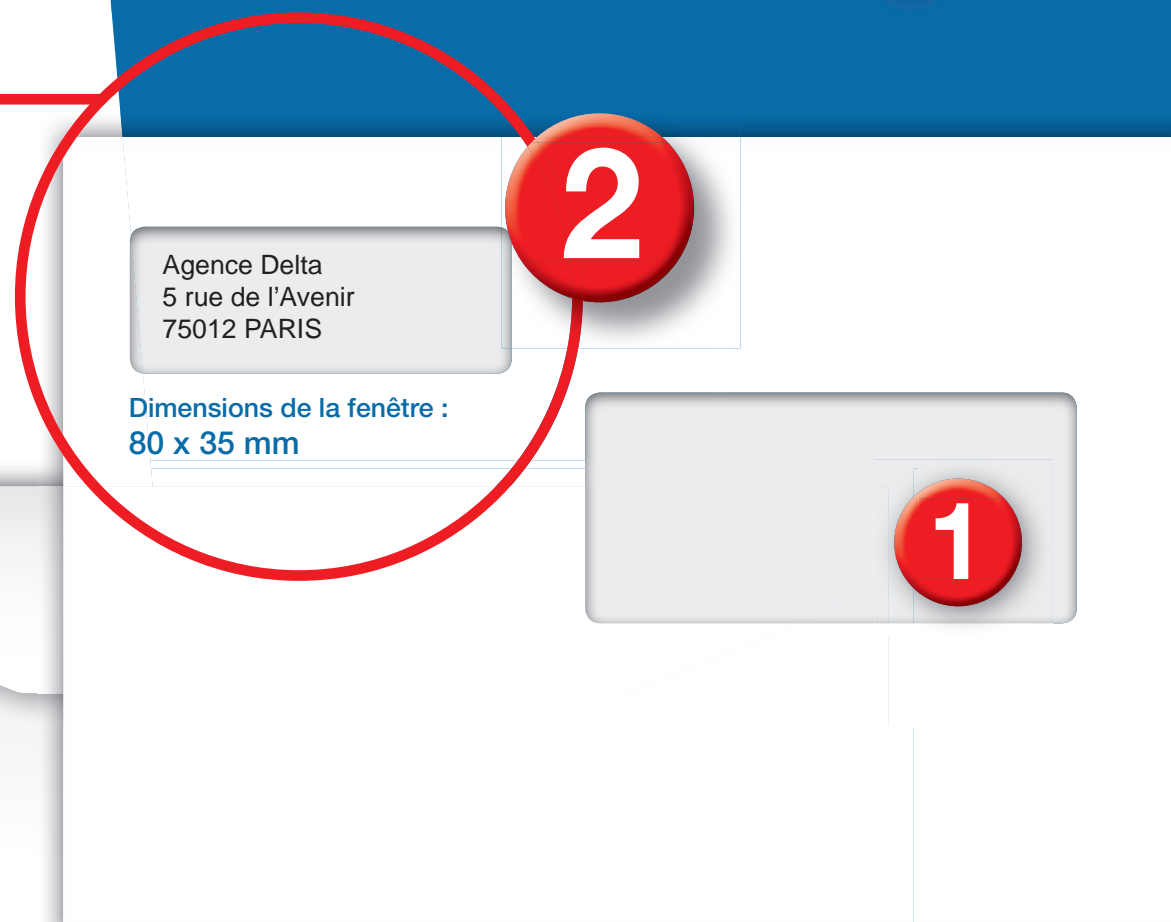 2
Agence Delta
5 rue de l’Avenir
75012 PARIS
Dimensions de la fenêtre :
80 x 35 mm
1